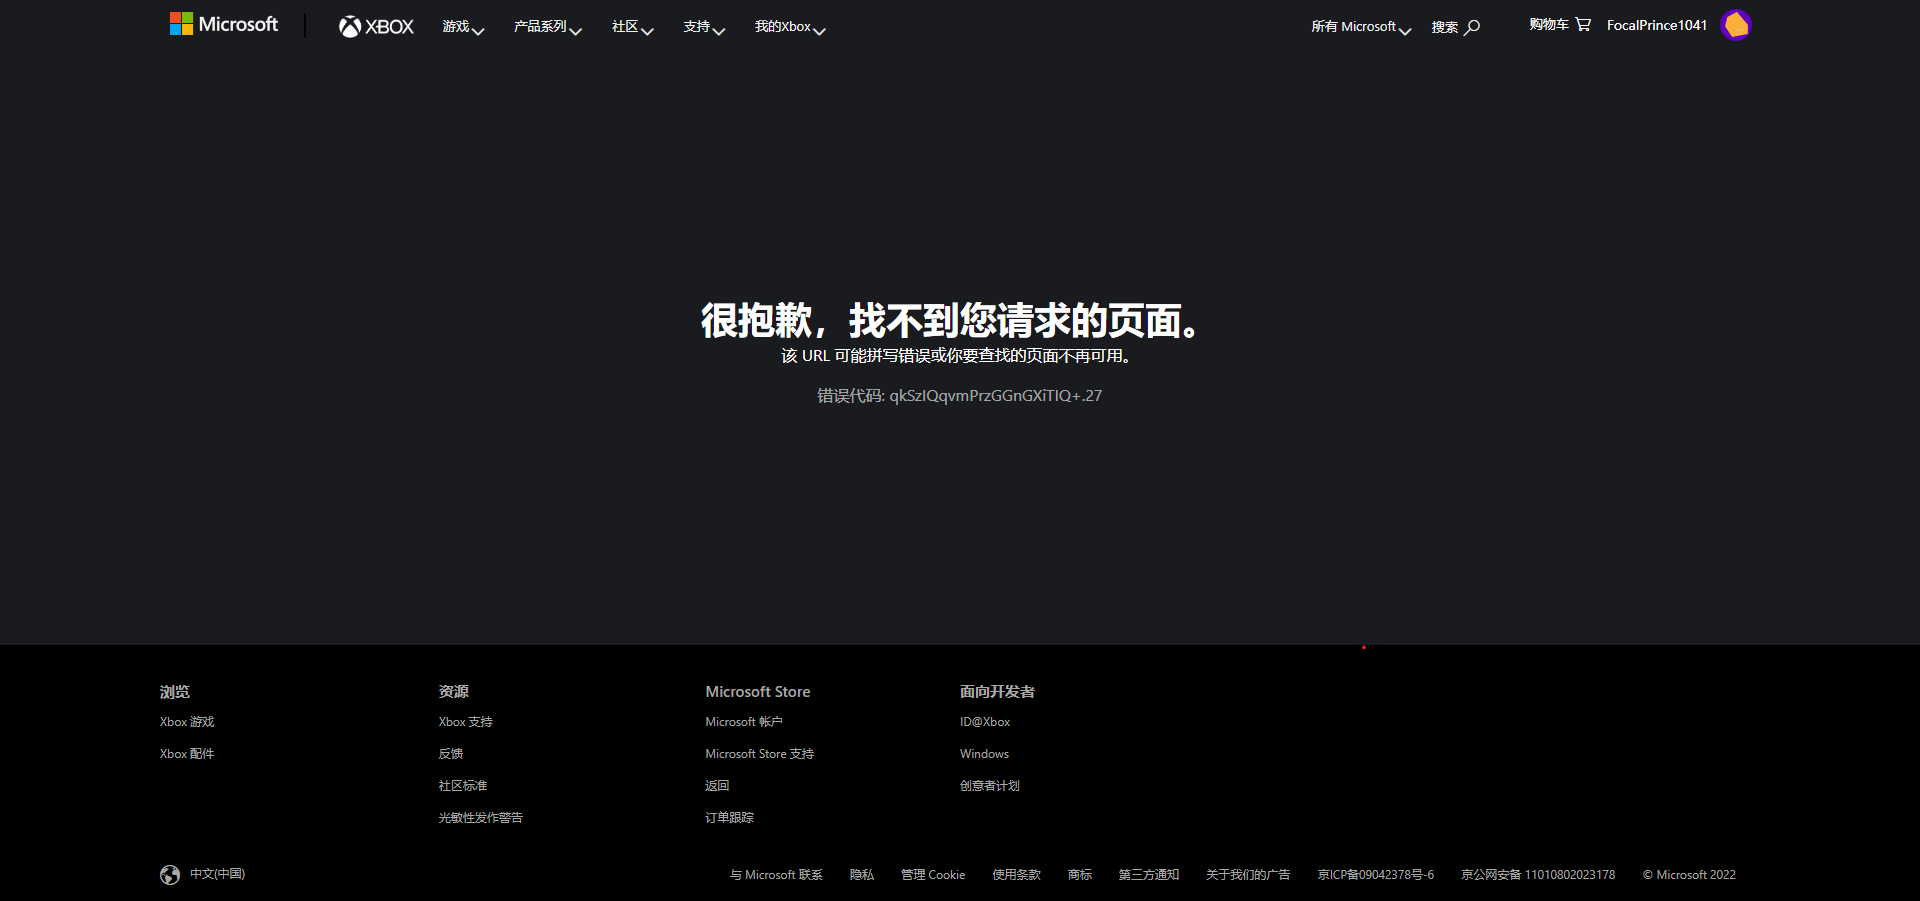 Microsoft XBOX 游戏 产品系列 社区 支持 我的Xbox 所有 Microsoft 搜索 购物车 FocalPrince1041
很抱歉，找不到您请求的页面。
该 URL 可能拼写错误或你要查找的页面不再可用。
错误代码: qkSzIQqvmPrzGGnGXiTIQ+.27
浏览
Xbox 游戏
Xbox 配件
资源
Xbox 支持
反馈
社区标准
光敏性发作警告
Microsoft Store
Microsoft 帐户
Microsoft Store 支持
返回
订单跟踪
面向开发者
ID@Xbox
Windows
创意者计划
中文(中国) 与 Microsoft 联系 隐私 管理 Cookie 使用条款 商标 第三方通知 关于我们的广告 京ICP备09042378号-6 京公网安备 11010802023178 © Microsoft 2022